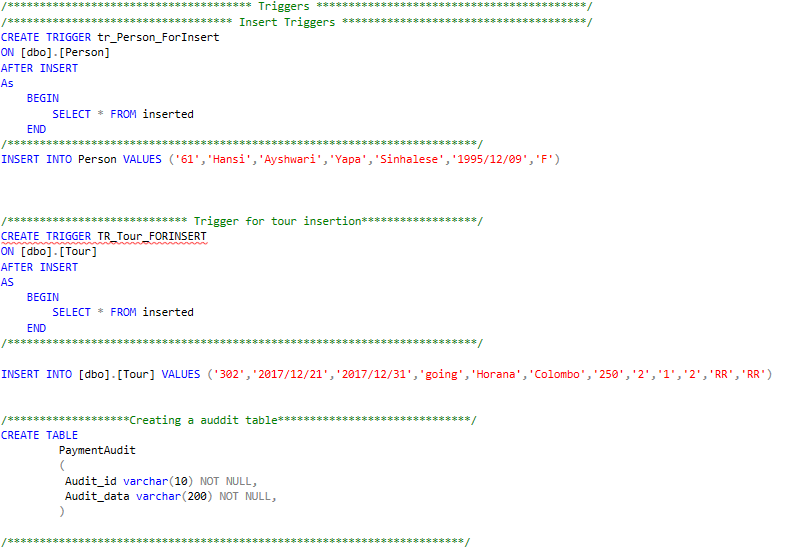 /************************************** Triggers ******************************************/
/*********************************** Insert Triggers **************************************/
CREATE TRIGGER tr_Person_ForInsert
ON [dbo].[Person]
AFTER INSERT
As
BEGIN
SELECT * FROM inserted
END
/*************************************************************************/
INSERT INTO Person VALUES ('61','Hansi','Ayshwari','Yapa','Sinhalese','1995/12/09','F')
/**************************** Trigger for tour insertion******************/
CREATE TRIGGER TR_Tour_FORINSERT
ON [dbo].[Tour]
AFTER INSERT
AS
BEGIN
SELECT * FROM inserted
END
/*************************************************************************/
INSERT INTO [dbo].[Tour] VALUES ('302','2017/12/21','2017/12/31','going','Horana','Colombo','250','2','1','2','RR','RR')
/*******************Creating a auddit table******************************/
CREATE TABLE
PaymentAudit
(
Audit_id varchar(10) NOT NULL,
Audit_data varchar(200) NOT NULL,
)
/***********************************************************************/